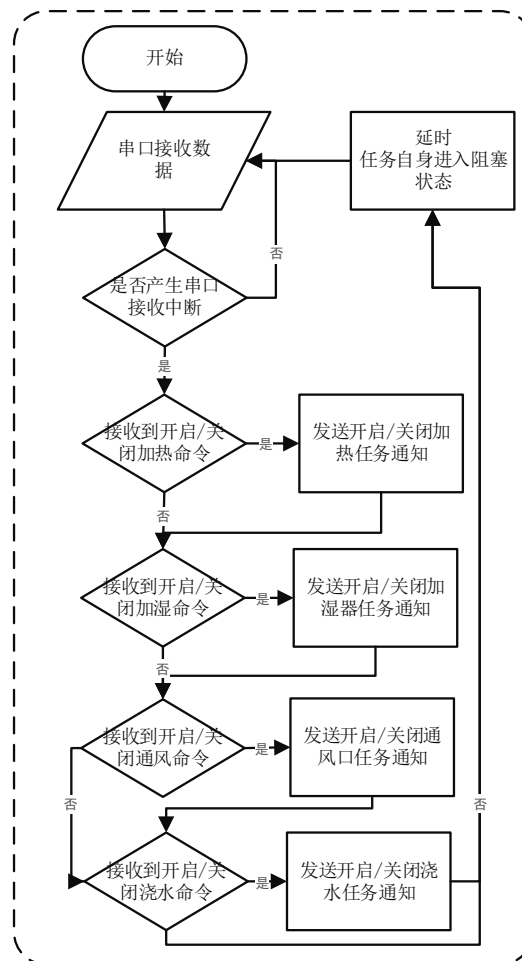 开始
串口接收数
据
延时
任务自身进入阻塞
状态
否
是否产生串口
接收中断
是
接收到开启/关
闭加热命令
是
发送开启/关闭加
热任务通知
否
接收到开启/关
闭加湿命令
是
发送开启/关闭加
湿器任务通知
否
接收到开启/关
闭通风命令
是
发送开启/关闭通
风口任务通知
否
否
接收到开启/关
闭浇水命令
是
发送开启/关闭浇
水任务通知